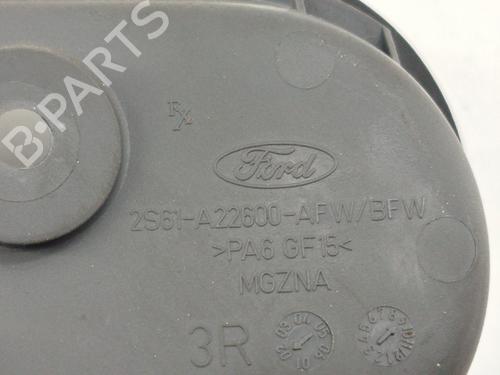 B-PARTS
Ford
2S61-A22600-AFW/BFW
>PA6 GF15<
MGZNA
3R